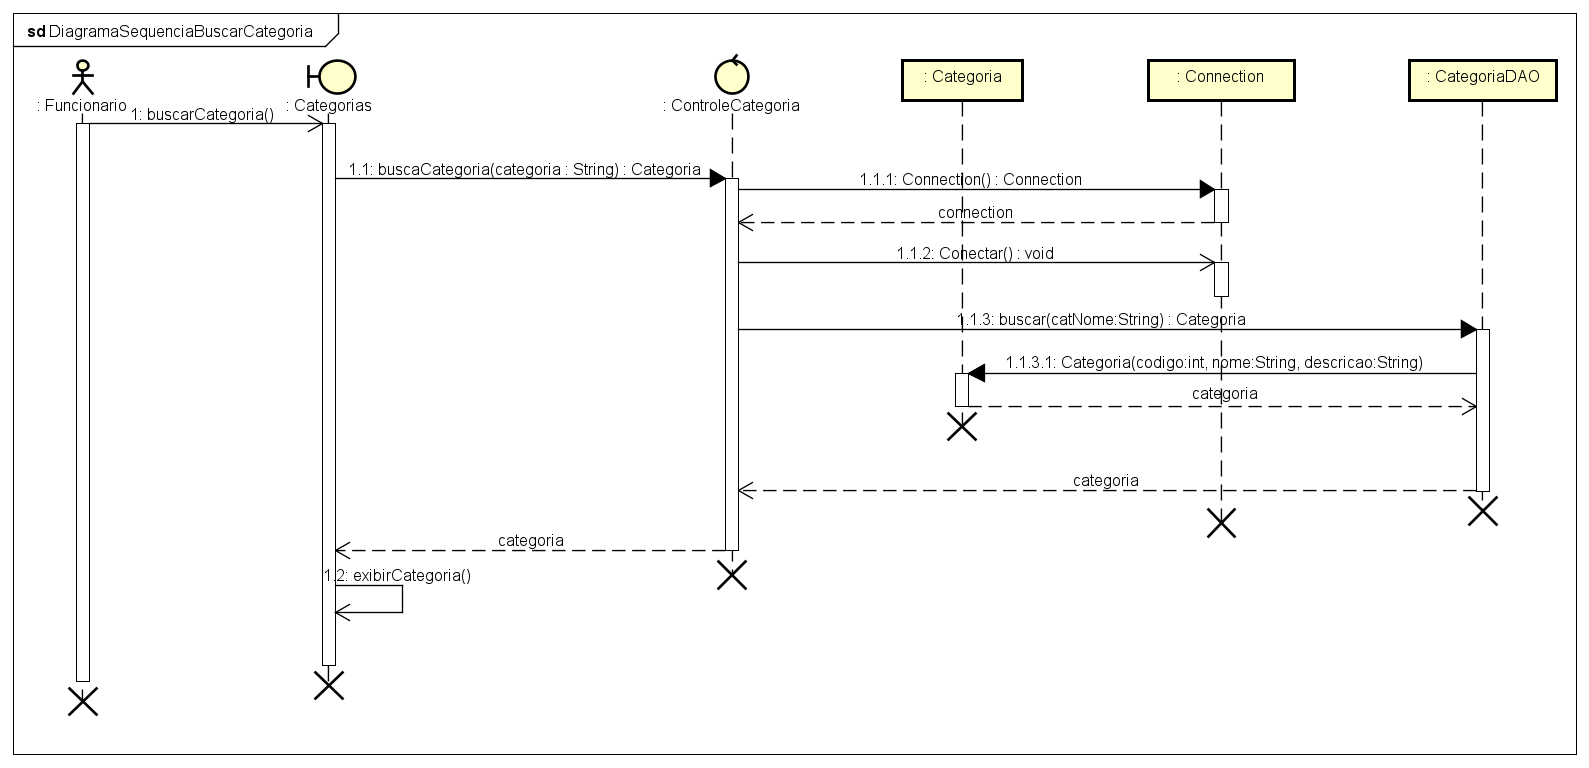 sd DiagramaSequenciaBuscarCategoria
: Funcionario
: Categorias
: ControleCategoria
: Categoria
: Connection
: CategoriaDAO
1: buscarCategoria()
1.1: buscaCategoria(categoria : String) : Categoria
1.1.1: Connection() : Connection
connection
1.1.2: Conectar() : void
1.1.3: buscar(catNome:String) : Categoria
1.1.3.1: Categoria(codigo:int, nome:String, descricao:String)
categoria
categoria
categoria
1.2: exibirCategoria()